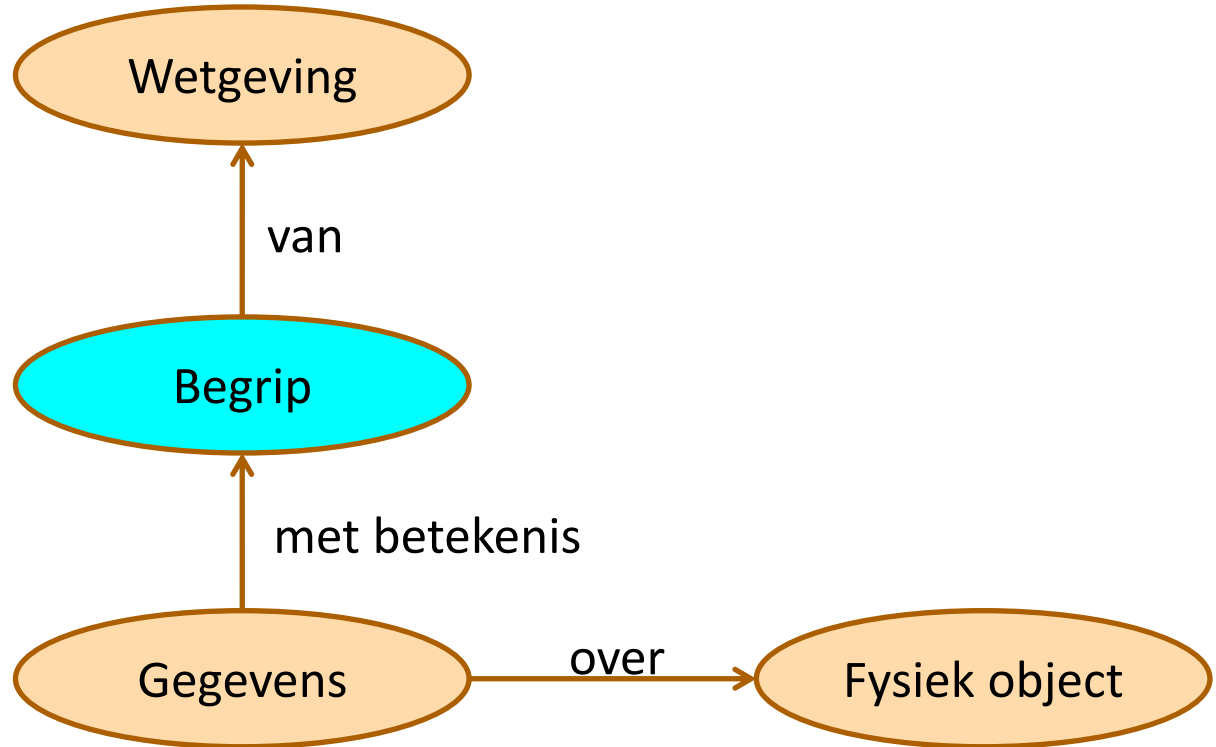 Wetgeving
van
Begrip
met betekenis
Gegevens
over
Fysiek object